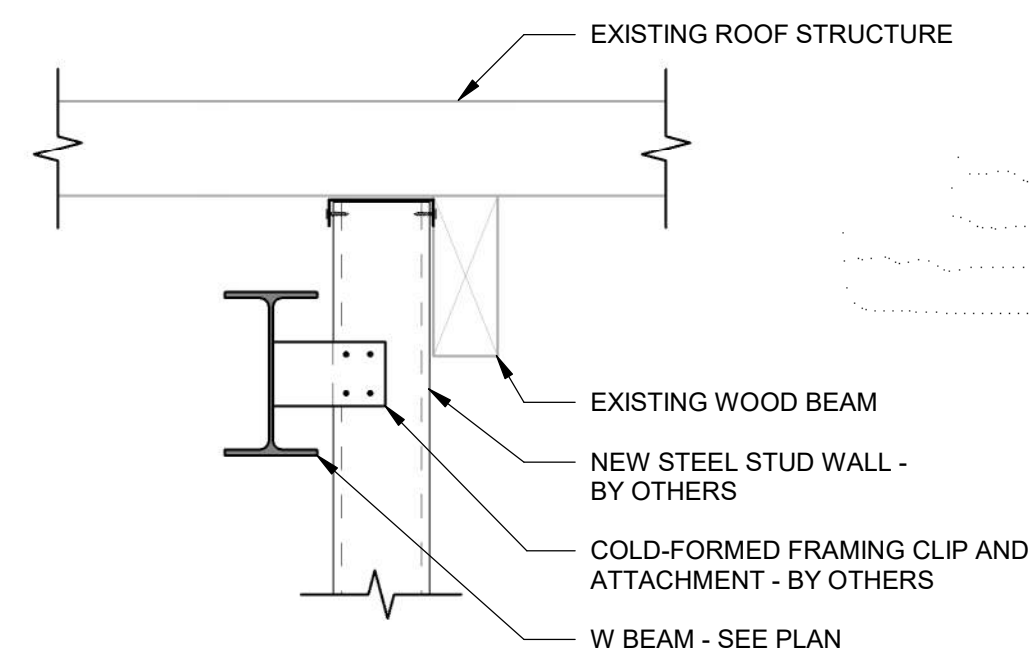 EXISTING ROOF STRUCTURE
EXISTING WOOD BEAM
NEW STEEL STUD WALL -
BY OTHERS
COLD-FORMED FRAMING CLIP AND
ATTACHMENT - BY OTHERS
W BEAM - SEE PLAN